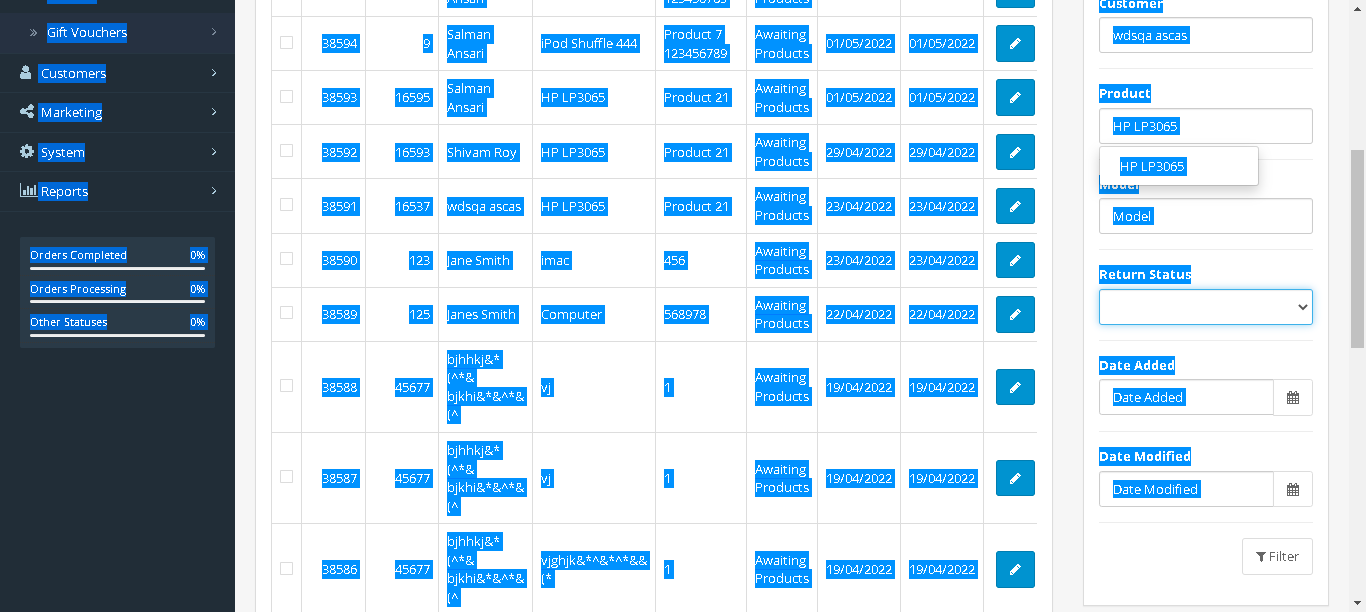 Gift Vouchers
Customers
Marketing
System
Reports
Orders Completed 0%
Orders Processing 0%
Other Statuses 0%
Ansari 123456789
38594 9 Salman Ansari iPod Shuffle 444 Product 7 123456789 Awaiting Products 01/05/2022 01/05/2022
38593 16595 Salman Ansari HP LP3065 Product 21 Awaiting Products 01/05/2022 01/05/2022
38592 16593 Shivam Roy HP LP3065 Product 21 Awaiting Products 29/04/2022 29/04/2022
38591 16537 wdsqa ascas HP LP3065 Product 21 Awaiting Products 23/04/2022 23/04/2022
38590 123 Jane Smith imac 456 Awaiting Products 23/04/2022 23/04/2022
38589 125 Janes Smith Computer 568978 Awaiting Products 22/04/2022 22/04/2022
38588 45677 bjhhkj&*(^*& bjkhi&*&^*&(^ vj 1 Awaiting Products 19/04/2022 19/04/2022
38587 45677 bjhhkj&*(^*& bjkhi&*&^*&(^ vj 1 Awaiting Products 19/04/2022 19/04/2022
38586 45677 bjhhkj&*(^*& bjkhi&*&^*&(^ vjghjk&*^&*^*&&(* 1 Awaiting Products 19/04/2022 19/04/2022
Customer
wdsqa ascas
Product
HP LP3065
HP LP3065
Model
Model
Return Status
Date Added
Date Added
Date Modified
Date Modified
Filter